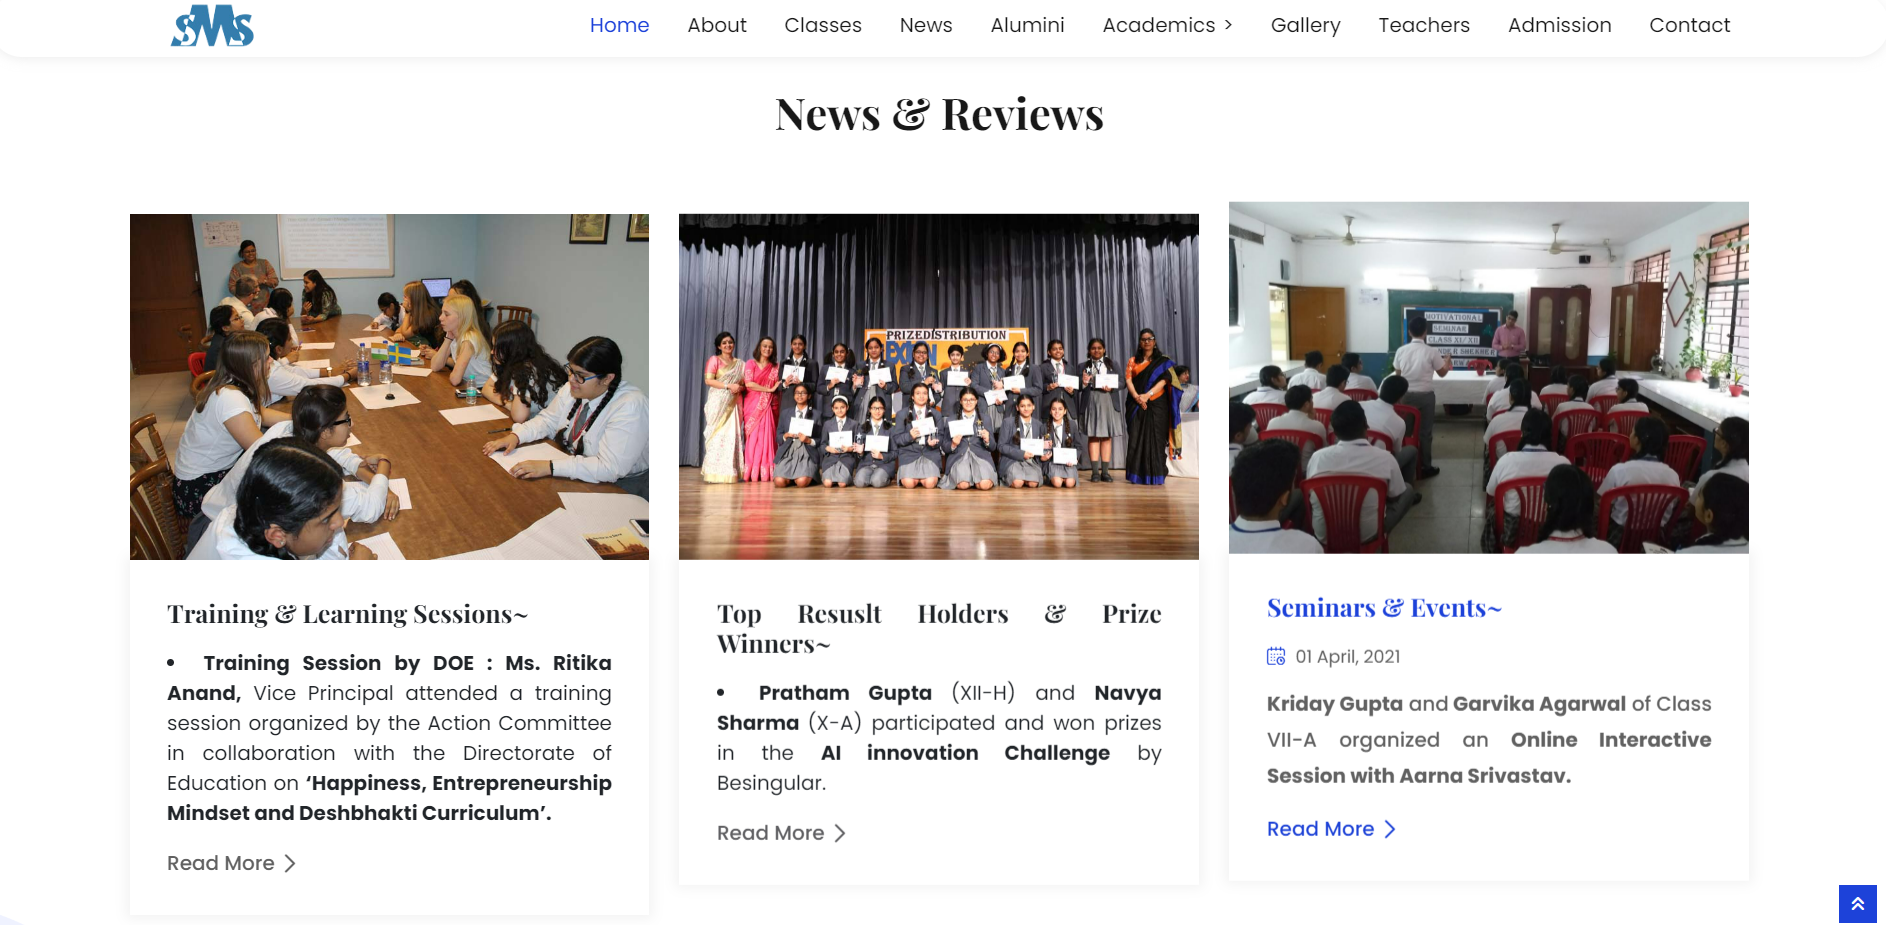 SMS
Home About Classes News Alumini Academics > Gallery Teachers Admission Contact
News & Reviews
PRIZE DISTRIBUTION
MOTIVATIONAL
SEMINAR
CLASS XI/XII
Training & Learning Sessions~
• Training Session by DOE : Ms. Ritika
Anand, Vice Principal attended a training
session organized by the Action Committee
in collaboration with the Directorate of
Education on ‘Happiness, Entrepreneurship
Mindset and Deshbhakti Curriculum’.
Read More
Top Resuslt Holders & Prize
Winners~
• Pratham Gupta (XII-H) and Navya
Sharma (X-A) participated and won prizes
in the AI innovation Challenge by
Besingular.
Read More
Seminars & Events~
01 April, 2021
Kriday Gupta and Garvika Agarwal of Class
VII-A organized an Online Interactive
Session with Aarna Srivastav.
Read More